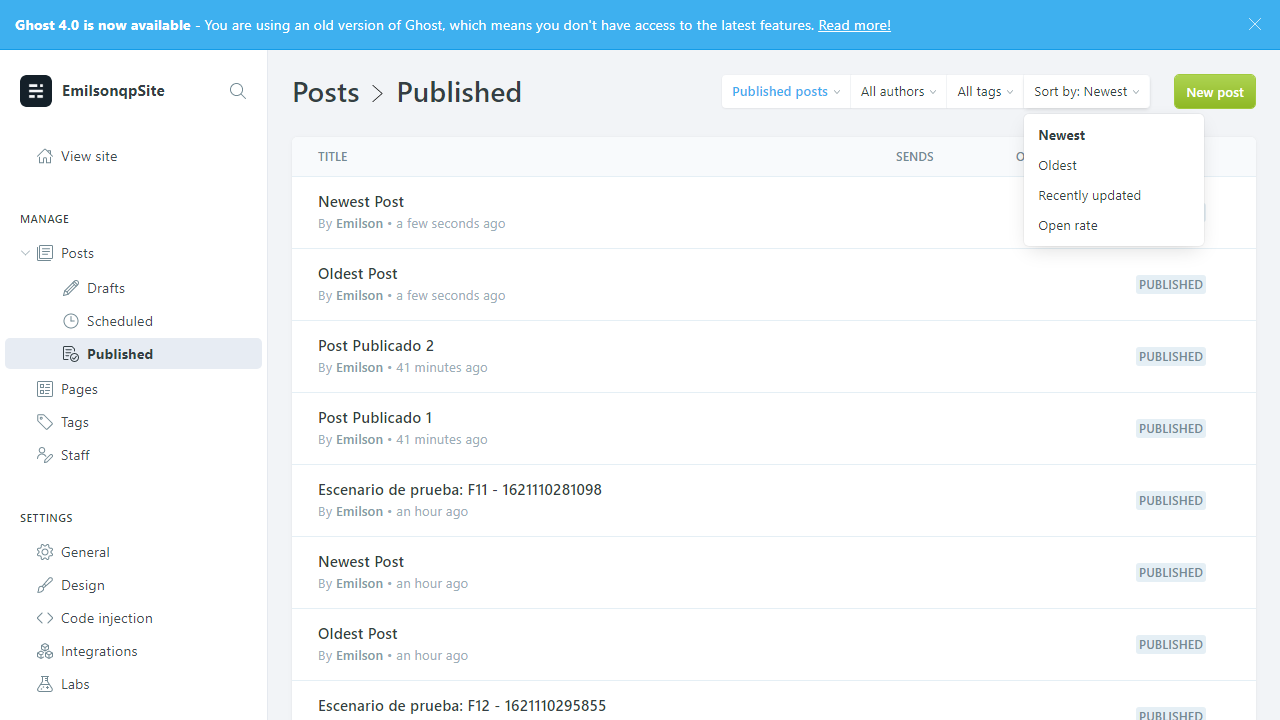 Ghost 4.0 is now available - You are using an old version of Ghost, which means you don't have access to the latest features. Read more!
EmilsonqpSite
View site
MANAGE
Posts
Drafts
Scheduled
Published
Pages
Tags
Staff
SETTINGS
General
Design
Code injection
Integrations
Labs
Posts > Published
Published posts
All authors
All tags
Sort by: Newest
New post
Newest
Oldest
Recently updated
Open rate
TITLE SENDS
Newest Post
By Emilson • a few seconds ago
Oldest Post
By Emilson • a few seconds ago
PUBLISHED
Post Publicado 2
By Emilson • 41 minutes ago
PUBLISHED
Post Publicado 1
By Emilson • 41 minutes ago
PUBLISHED
Escenario de prueba: F11 - 1621110281098
By Emilson • an hour ago
PUBLISHED
Newest Post
By Emilson • an hour ago
PUBLISHED
Oldest Post
By Emilson • an hour ago
PUBLISHED
Escenario de prueba: F12 - 1621110295855
PUBLISHED